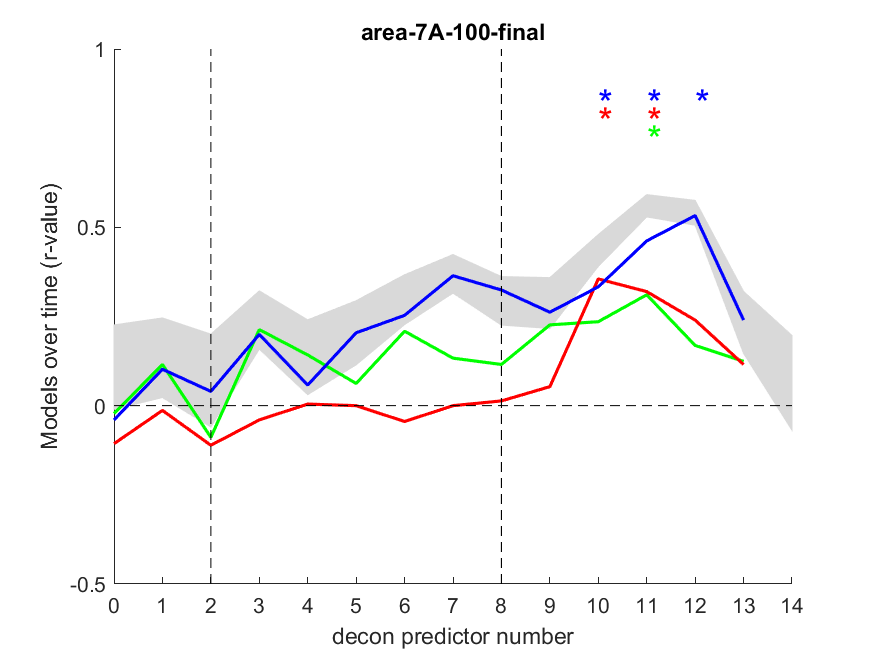 area-7A-100-final
1
0.5
0
-0.5
Models over time (r-value)
* * *
* *
*
0 1 2 3 4 5 6 7 8 9 10 11 12 13 14
decon predictor number